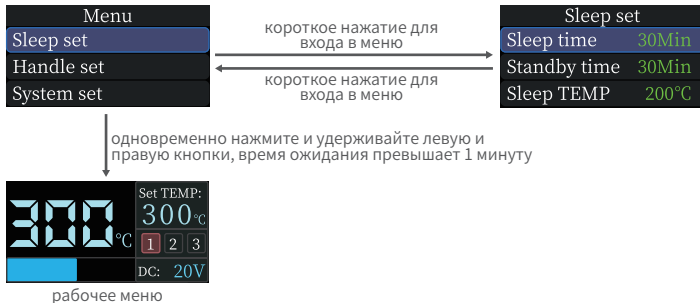 Menu
Sleep set
Handle set
System set
короткое нажатие для
входа в меню
короткое нажатие для
входа в меню
Sleep set
Sleep time 30Min
Standby time 30Min
Sleep TEMP 200℃
одновременно нажмите и удерживайте левую и
правую кнопки, время ожидания превышает 1 минуту
300℃
Set TEMP:
300℃
1 2 3
DC: 20V
рабочее меню